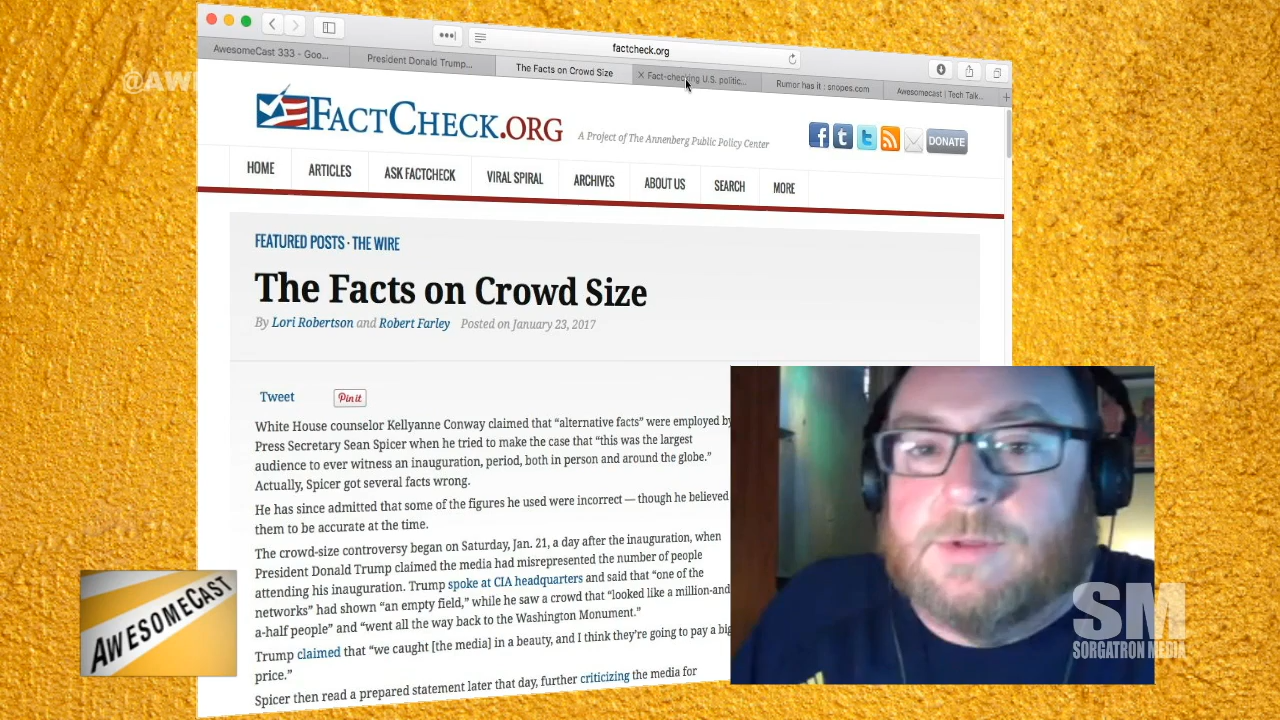 factcheck.org
AwesomeCast 333 - Goo...
President Donald Trump...
The Facts on Crowd Size
Fact-checking U.S. politic...
Rumor has it : snopes.com
Awesomecast | Tech Talk...
@AW
FACTCHECK.ORG
A Project of The Annenberg Public Policy Center
DONATE
HOME
ARTICLES
ASK FACTCHECK
VIRAL SPIRAL
ARCHIVES
ABOUT US
SEARCH
MORE
FEATURED POSTS · THE WIRE
The Facts on Crowd Size
By Lori Robertson and Robert Farley Posted on January 23, 2017
Tweet
Pin it
White House counselor Kellyanne Conway claimed that “alternative facts” were employed by
Press Secretary Sean Spicer when he tried to make the case that “this was the largest
audience to ever witness an inauguration, period, both in person and around the globe.”
Actually, Spicer got several facts wrong.
He has since admitted that some of the figures he used were incorrect — though he believed
them to be accurate at the time.
The crowd-size controversy began on Saturday, Jan. 21, a day after the inauguration, when
President Donald Trump claimed the media had misrepresented the number of people
attending his inauguration. Trump spoke at CIA headquarters and said that “one of the
networks” had shown “an empty field,” while he saw a crowd that “looked like a million-and-
a-half people” and “went all the way back to the Washington Monument.”
Trump claimed that “we caught [the media] in a beauty, and I think they’re going to pay a big
price.”
Spicer then read a prepared statement later that day, further criticizing the media for
AWESOMECAST
SM
SORGATRON MEDIA